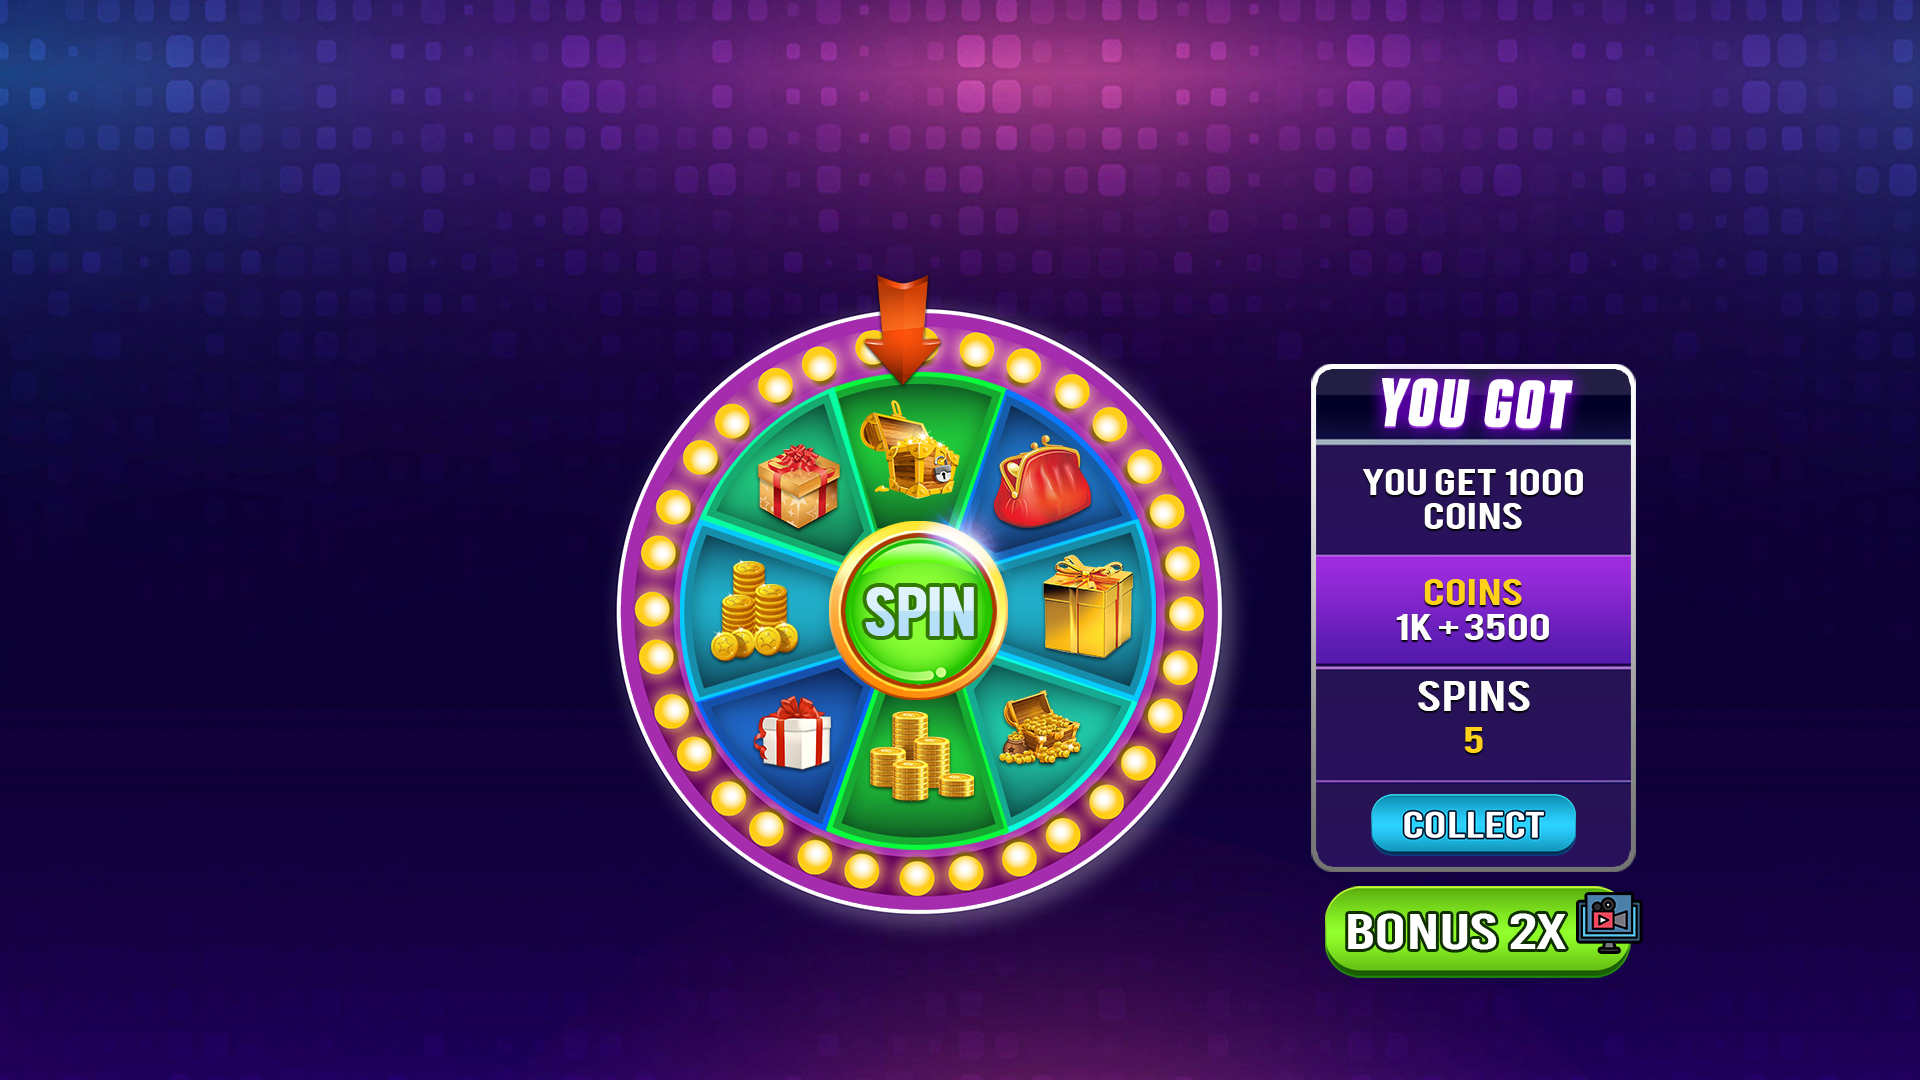 SPIN
YOU GOT
YOU GET 1000
COINS
COINS
1K + 3500
SPINS
5
COLLECT
BONUS 2X